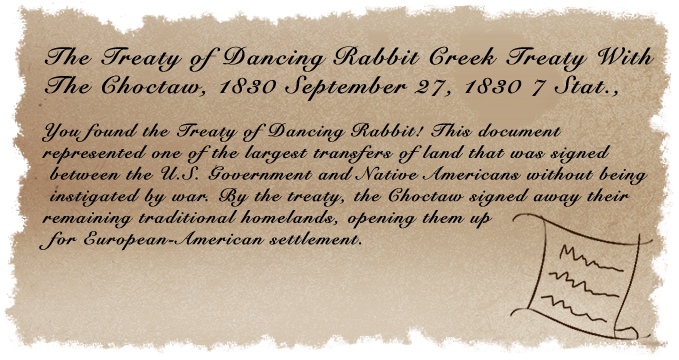 The Treaty of Dancing Rabbit Creek Treaty With
The Choctaw, 1830 September 27, 1830 7 Stat.,
You found the Treaty of Dancing Rabbit! This document
represented one of the largest transfers of land that was signed
between the U.S. Government and Native Americans without being
instigated by war. By the treaty, the Choctaw signed away their
remaining traditional homelands, opening them up
for European-American settlement.